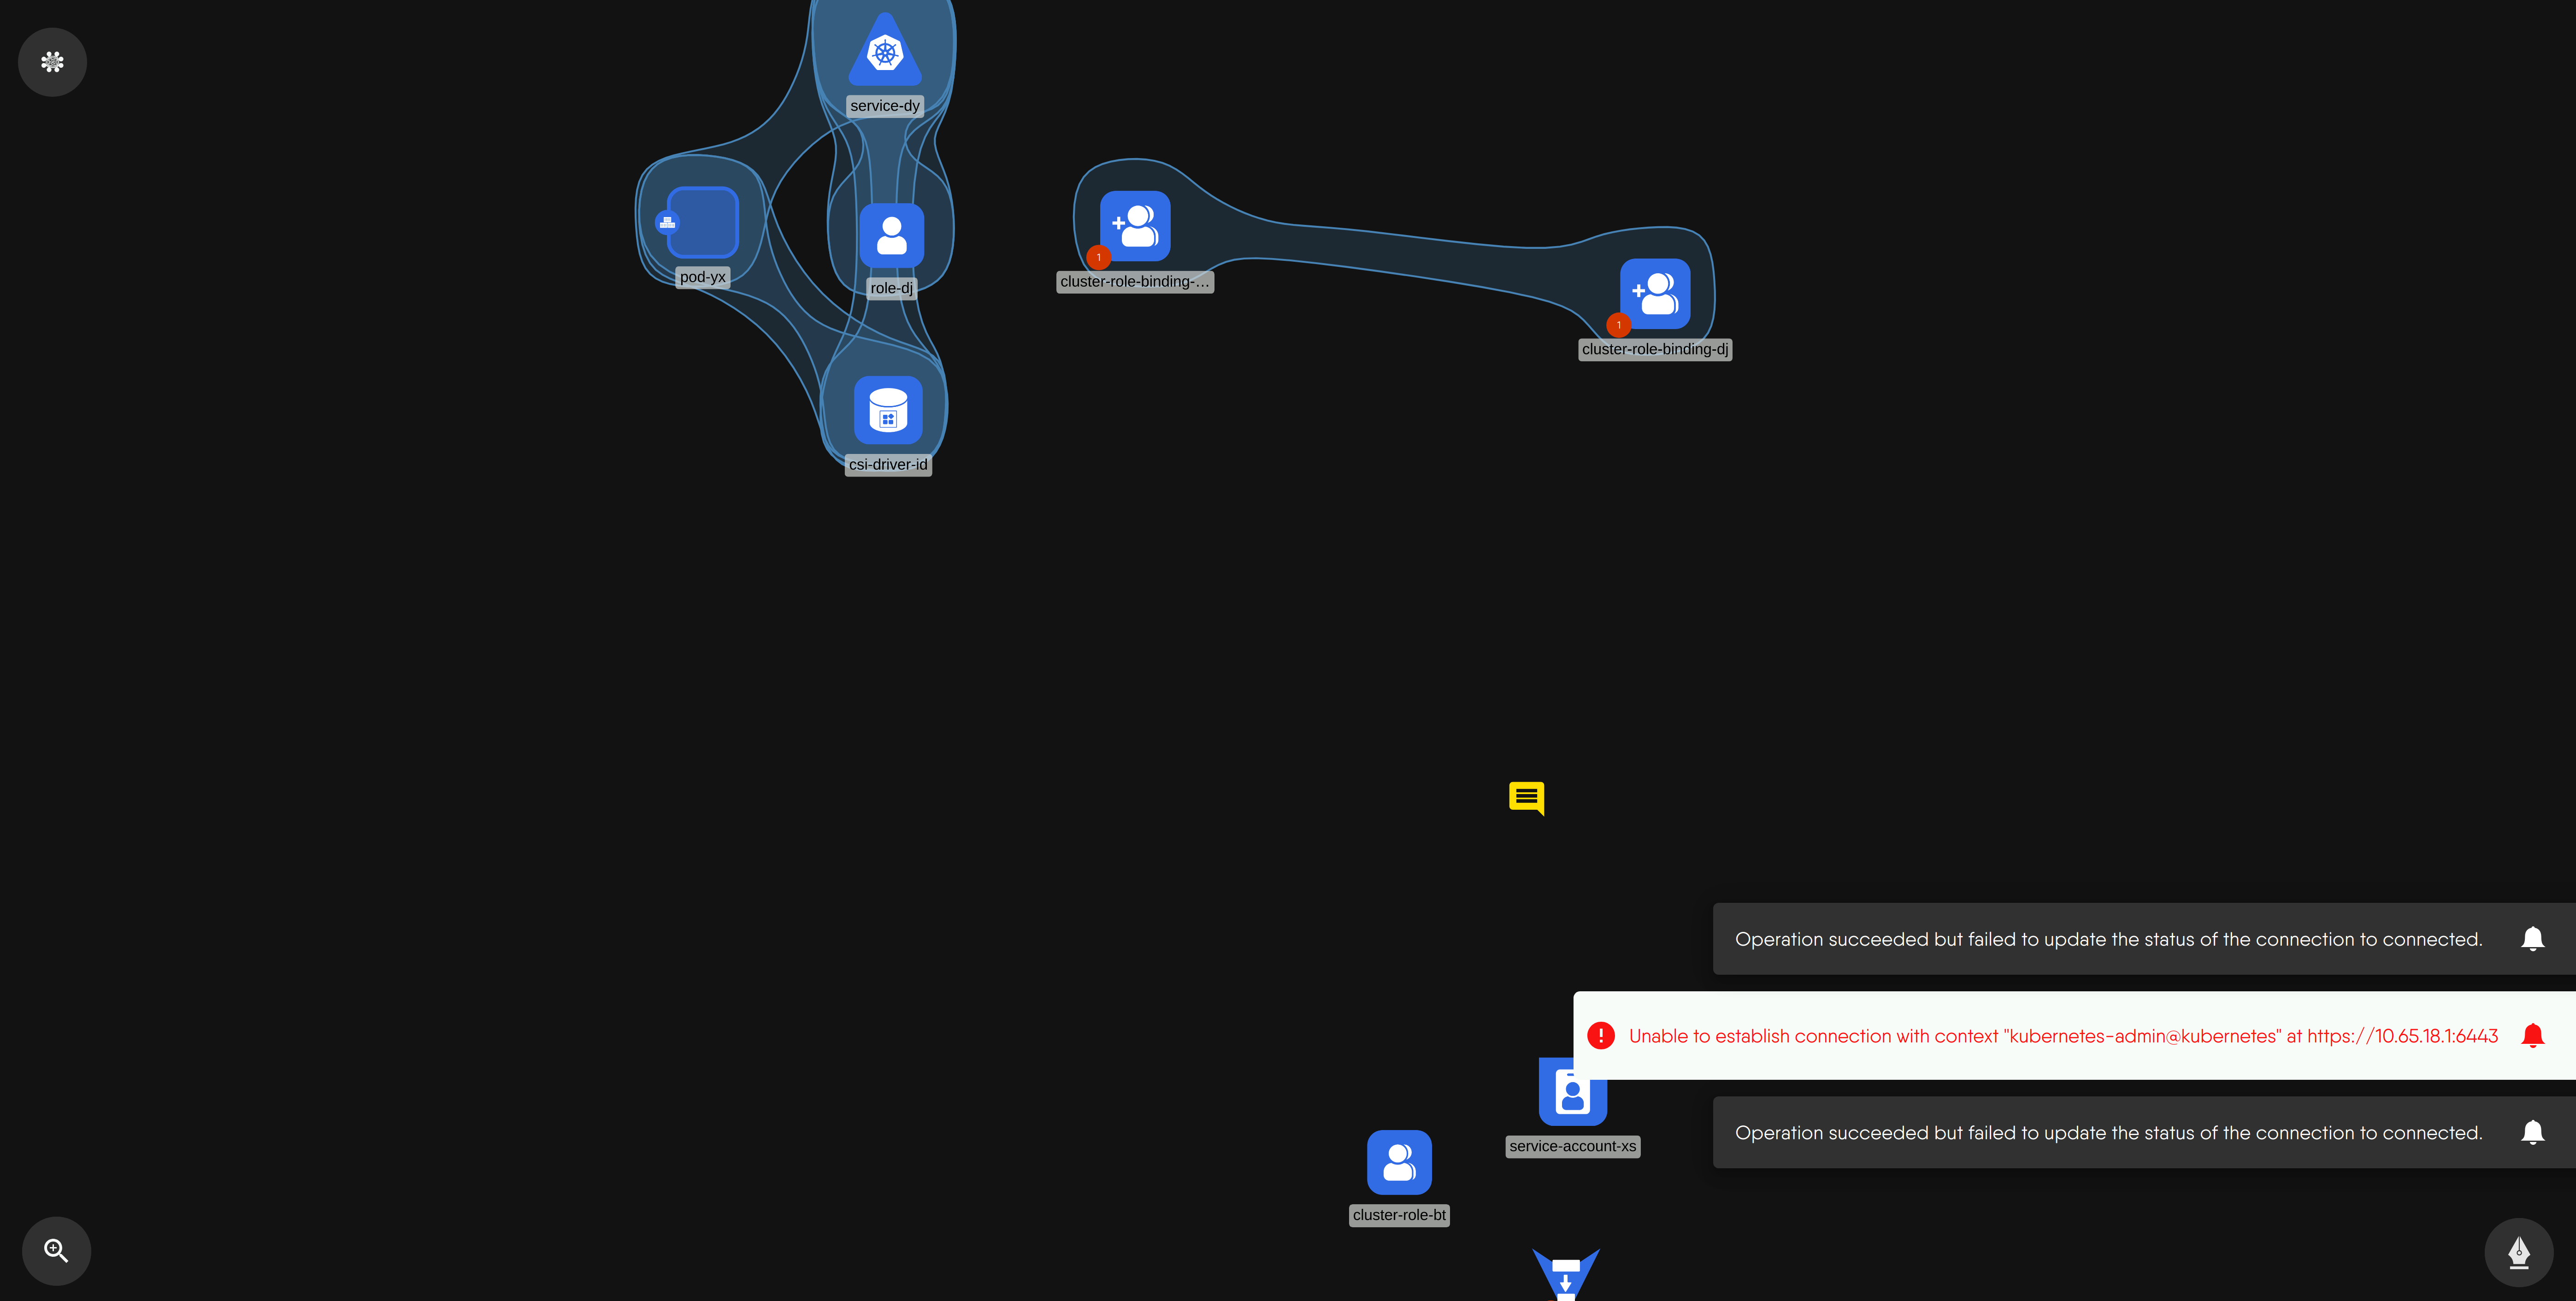 service-dy
pod-yx
role-dj
1
cluster-role-binding-...
1
cluster-role-binding-dj
csi-driver-id
Operation succeeded but failed to update the status of the connection to connected.
Unable to establish connection with context "kubernetes-admin@kubernetes" at https://10.65.18.1:6443
service-account-xs
Operation succeeded but failed to update the status of the connection to connected.
cluster-role-bt